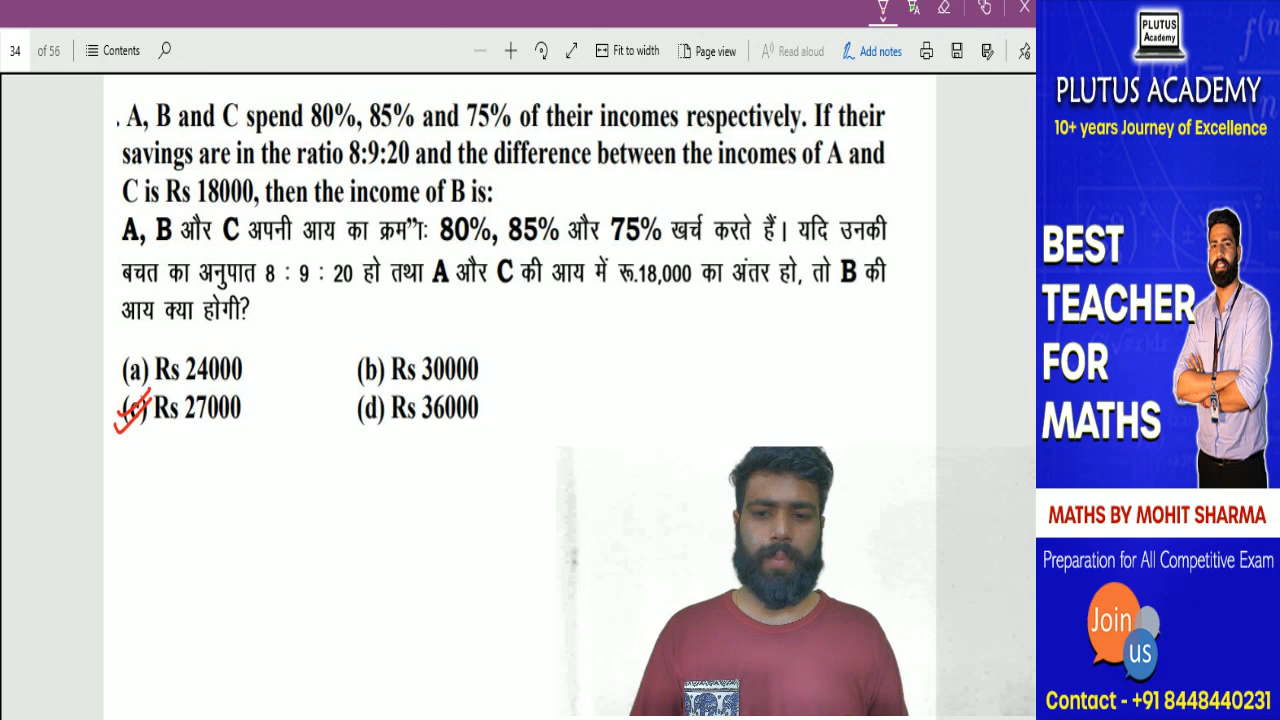 34 of 56 Contents Fit to width Page view Read aloud Add notes
. A, B and C spend 80%, 85% and 75% of their incomes respectively. If their
savings are in the ratio 8:9:20 and the difference between the incomes of A and
C is Rs 18000, then the income of B is:
A, B और C अपनी आय का क्रम”ाः 80%, 85% और 75% खर्च करते हैं। यदि उनकी
बचत का अनुपात 8 : 9 : 20 हो तथा A और C की आय में रू.18,000 का अंतर हो, तो B की
आय क्या होगी?
(a) Rs 24000 (b) Rs 30000
(c) Rs 27000 (d) Rs 36000
PLUTUS
Academy
PLUTUS ACADEMY
10+ years Journey of Excellence
BEST
TEACHER
FOR
MATHS
MATHS BY MOHIT SHARMA
Preparation for All Competitive Exam
Join
us
Contact - +91 8448440231